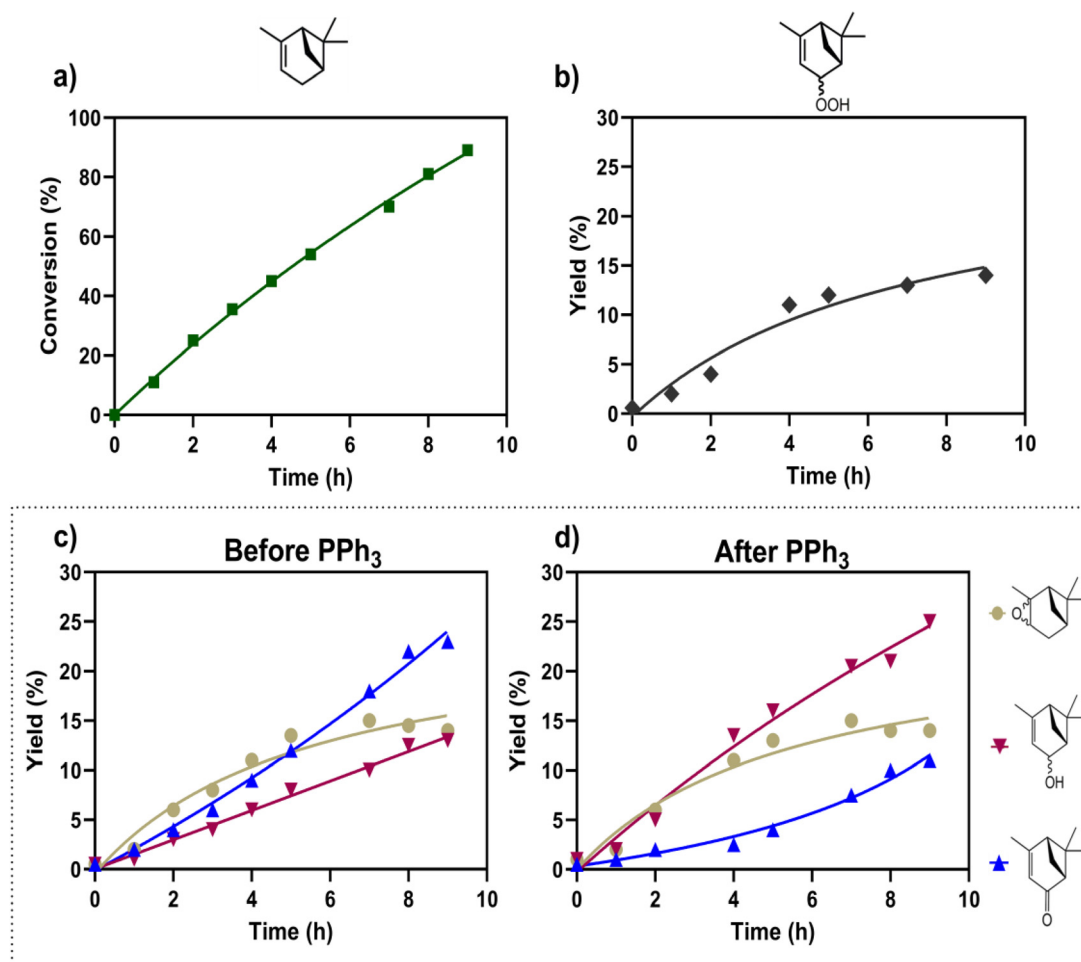 a)
100
80
60
40
20
0
Conversion (%)
0 2 4 6 8 10
Time (h)
OOH
b)
30
25
20
15
10
5
0
Yield (%)
0 2 4 6 8 10
Time (h)
c)
Before PPh3
30
25
20
15
10
5
0
Yield (%)
0 2 4 6 8 10
Time (h)
d)
After PPh3
30
25
20
15
10
5
0
Yield (%)
0 2 4 6 8 10
Time (h)
O
OH
O